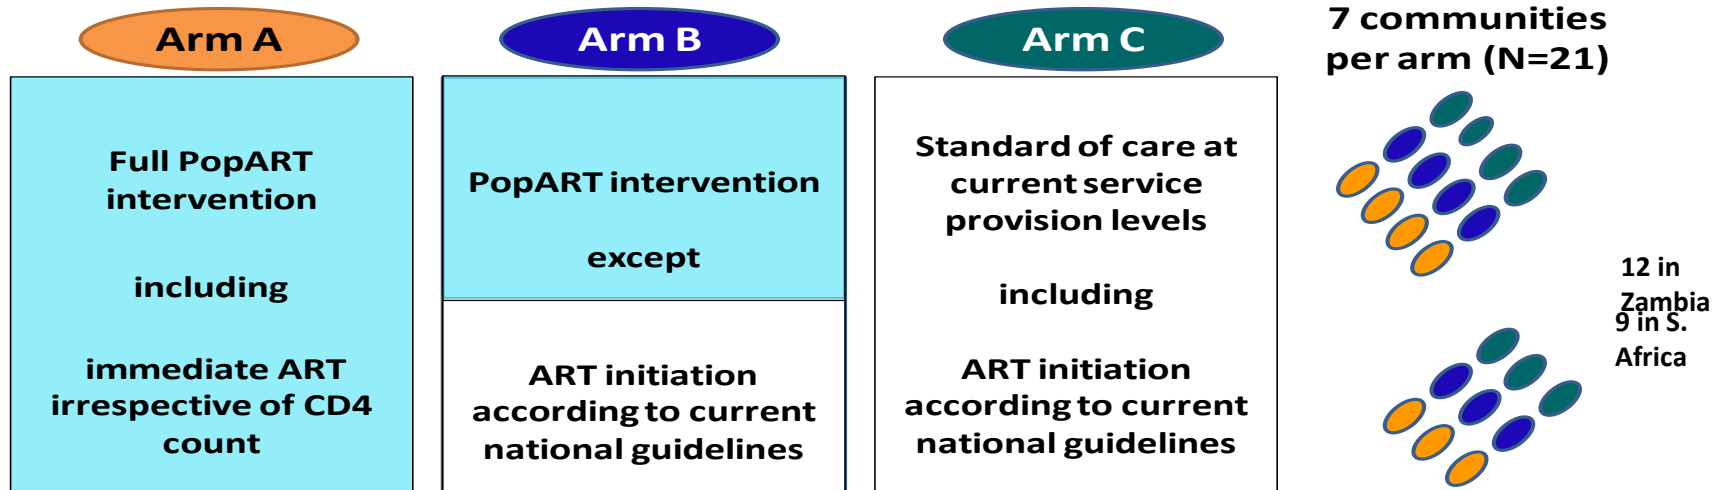 Arm A
Full PopART
intervention
including
immediate ART
irrespective of CD4
count
Arm B
PopART intervention
except
ART initiation
according to current
national guidelines
Arm C
Standard of care at
current service
provision levels
including
ART initiation
according to current
national guidelines
7 communities
per arm (N=21)
12 in
Zambia
9 in S.
Africa